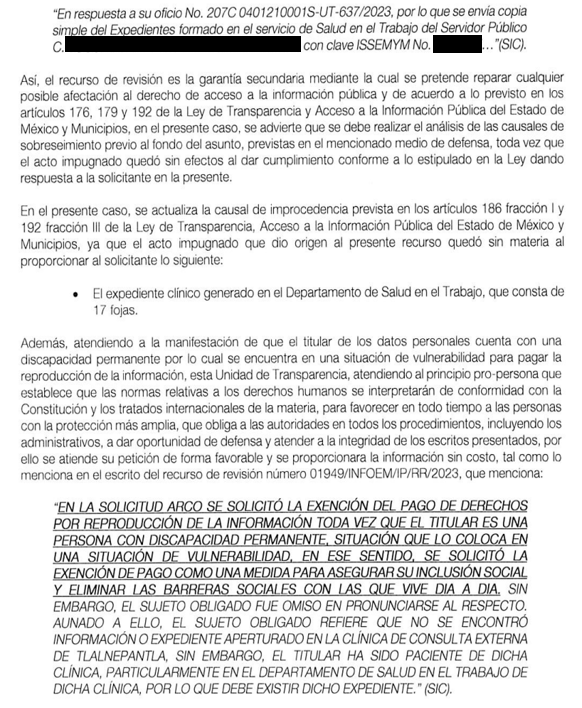 "En respuesta a su oficio No. 207C 0401210001S-UT-637/2023, por lo que se envía copia
simple del Expedientes formado en el servicio de Salud en el Trabajo del Servidor Público
C. con clave ISSEMYM No. …"(SIC).
Así, el recurso de revisión es la garantía secundaria mediante la cual se pretende reparar cualquier
posible afectación al derecho de acceso a la información pública y de acuerdo a lo previsto en los
artículos 176, 179 y 192 de la Ley de Transparencia y Acceso a la Información Pública del Estado de
México y Municipios, en el presente caso, se advierte que se debe realizar el análisis de las causales de
sobreseimiento previo al fondo del asunto, previstas en el mencionado medio de defensa, toda vez que
el acto impugnado quedó sin efectos al dar cumplimiento conforme a lo estipulado en la Ley dando
respuesta a la solicitante en la presente.
En el presente caso, se actualiza la causal de improcedencia prevista en los artículos 186 fracción I y
192 fracción III de la Ley de Transparencia, Acceso a la Información Pública del Estado de México y
Municipios, ya que el acto impugnado que dio origen al presente recurso quedó sin materia al
proporcionar al solicitante lo siguiente:
• El expediente clínico generado en el Departamento de Salud en el Trabajo, que consta de
17 fojas.
Además, atendiendo a la manifestación de que el titular de los datos personales cuenta con una
discapacidad permanente por lo cual se encuentra en una situación de vulnerabilidad para pagar la
reproducción de la información, esta Unidad de Transparencia, atendiendo al principio pro-persona que
establece que las normas relativas a los derechos humanos se interpretarán de conformidad con la
Constitución y los tratados internacionales de la materia, para favorecer en todo tiempo a las personas
con la protección más amplia, que obliga a las autoridades en todos los procedimientos, incluyendo los
administrativos, a dar oportunidad de defensa y atender a la integridad de los escritos presentados, por
ello se atiende su petición de forma favorable y se proporcionara la información sin costo, tal como lo
menciona en el escrito del recurso de revisión número 01949/INFOEM/IP/RR/2023, que menciona:
"EN LA SOLICITUD ARCO SE SOLICITÓ LA EXENCIÓN DEL PAGO DE DERECHOS
POR REPRODUCCIÓN DE LA INFORMACIÓN TODA VEZ QUE EL TITULAR ES UNA
PERSONA CON DISCAPACIDAD PERMANENTE, SITUACIÓN QUE LO COLOCA EN
UNA SITUACIÓN DE VULNERABILIDAD, EN ESE SENTIDO, SE SOLICITÓ LA
EXENCIÓN DE PAGO COMO UNA MEDIDA PARA ASEGURAR SU INCLUSIÓN SOCIAL
Y ELIMINAR LAS BARRERAS SOCIALES CON LAS QUE VIVE DIA A DIA. SIN
EMBARGO, EL SUJETO OBLIGADO FUE OMISO EN PRONUNCIARSE AL RESPECTO.
AUNADO A ELLO, EL SUJETO OBLIGADO REFIERE QUE NO SE ENCONTRÓ
INFORMACIÓN O EXPEDIENTE APERTURADO EN LA CLÍNICA DE CONSULTA EXTERNA
DE TLALNEPANTLA, SIN EMBARGO, EL TITULAR HA SIDO PACIENTE DE DICHA
CLÍNICA, PARTICULARMENTE EN EL DEPARTAMENTO DE SALUD EN EL TRABAJO DE
DICHA CLÍNICA, POR LO QUE DEBE EXISTIR DICHO EXPEDIENTE." (SIC).